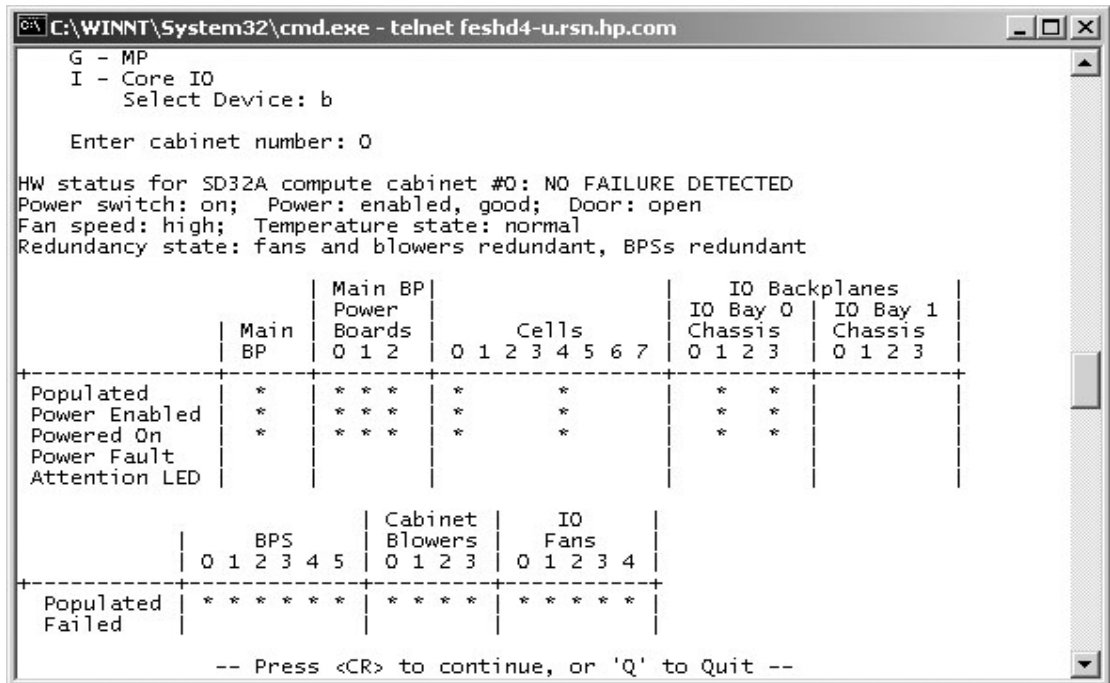 C:\WINNT\System32\cmd.exe - telnet feshd4-u.rsn.hp.com
    G - MP
    I - Core IO
        Select Device: b
    Enter cabinet number: 0
HW status for SD32A compute cabinet #0: NO FAILURE DETECTED
Power switch: on;  Power: enabled, good;  Door: open
Fan speed: high;  Temperature state: normal
Redundancy state: fans and blowers redundant, BPSs redundant
                      | Main BP|                 |     IO Backplanes     |
                      | Power  |                 | IO Bay 0 | IO Bay 1 |
               | Main | Boards |      Cells      | Chassis  | Chassis  |
               | BP   | 0 1 2  | 0 1 2 3 4 5 6 7 | 0 1 2 3  | 0 1 2 3  |
+--------------+------+--------+-----------------+----------+----------+
 Populated     |  *   | * * *  | *       *       |   *   *  |          |
 Power Enabled |  *   | * * *  | *       *       |   *   *  |          |
 Powered On    |  *   | * * *  | *       *       |   *   *  |          |
 Power Fault   |      |        |                 |          |          |
 Attention LED |      |        |                 |          |          |
                          | Cabinet |    IO     |
            |     BPS     | Blowers |   Fans    |
            | 0 1 2 3 4 5 | 0 1 2 3 | 0 1 2 3 4 |
+-----------+-------------+---------+-----------+
  Populated | * * * * * * | * * * * | * * * * * |
  Failed    |             |         |           |
               -- Press <CR> to continue, or 'Q' to Quit --